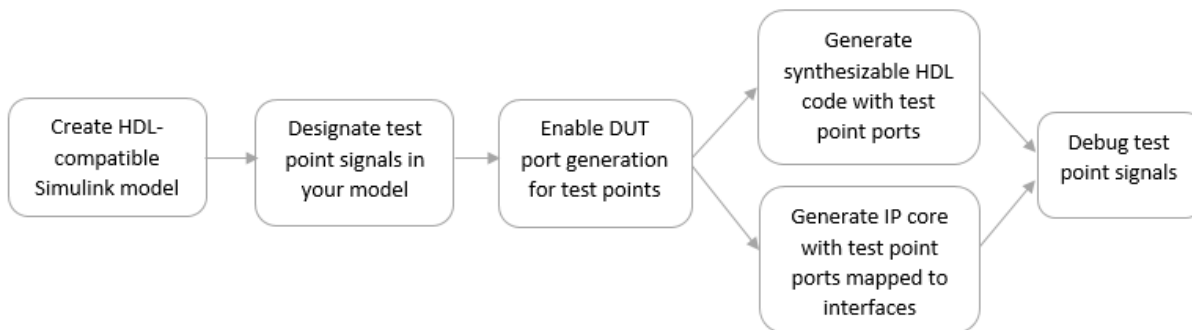 Create HDL-
compatible
Simulink model
Designate test
point signals in
your model
Enable DUT
port generation
for test points
Generate
synthesizable HDL
code with test
point ports
Generate IP core
with test point
ports mapped to
interfaces
Debug test
point signals